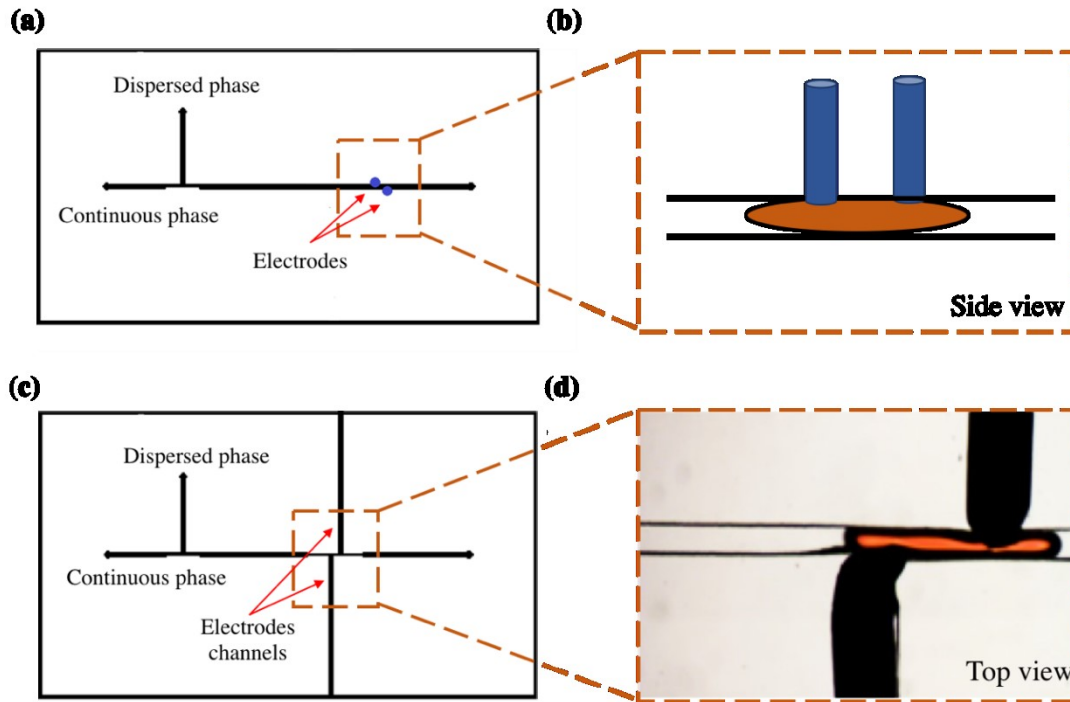 (a)
Dispersed phase
Continuous phase
Electrodes
(b)
Side view
(c)
Dispersed phase
Continuous phase
Electrodes
channels
(d)
Top view